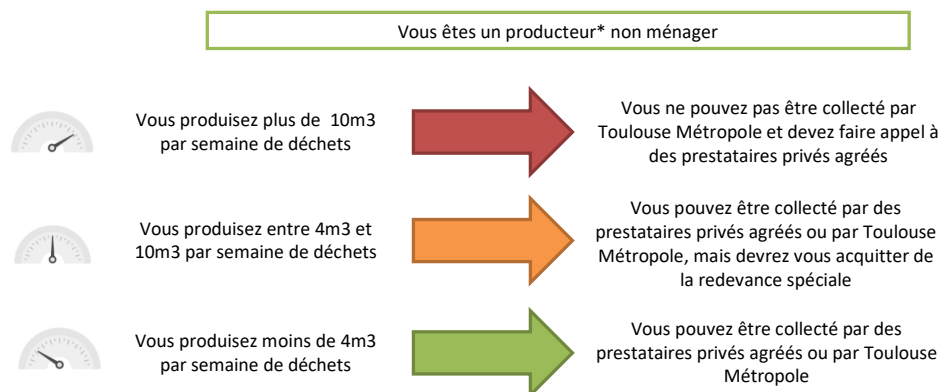 Vous êtes un producteur* non ménager
Vous produisez plus de 10m3
par semaine de déchets
Vous ne pouvez pas être collecté par
Toulouse Métropole et devez faire appel à
des prestataires privés agréés
Vous produisez entre 4m3 et
10m3 par semaine de déchets
Vous pouvez être collecté par des
prestataires privés agréés ou par Toulouse
Métropole, mais devrez vous acquitter de
la redevance spéciale
Vous produisez moins de 4m3
par semaine de déchets
Vous pouvez être collecté par des
prestataires privés agréés ou par Toulouse
Métropole